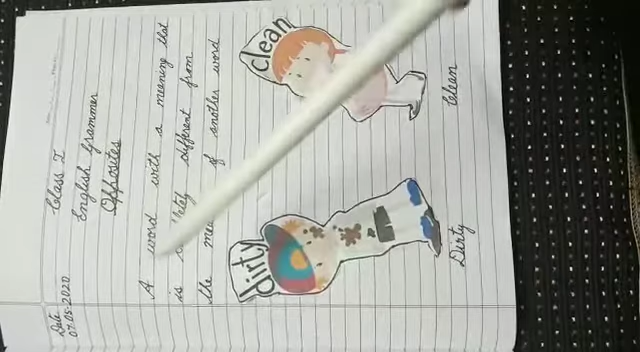 Date
07.05.2020
Class I
English Grammer
Opposites
A word with a meaning that
is different from
the of another word
dirty
clean
Dirty
Clean